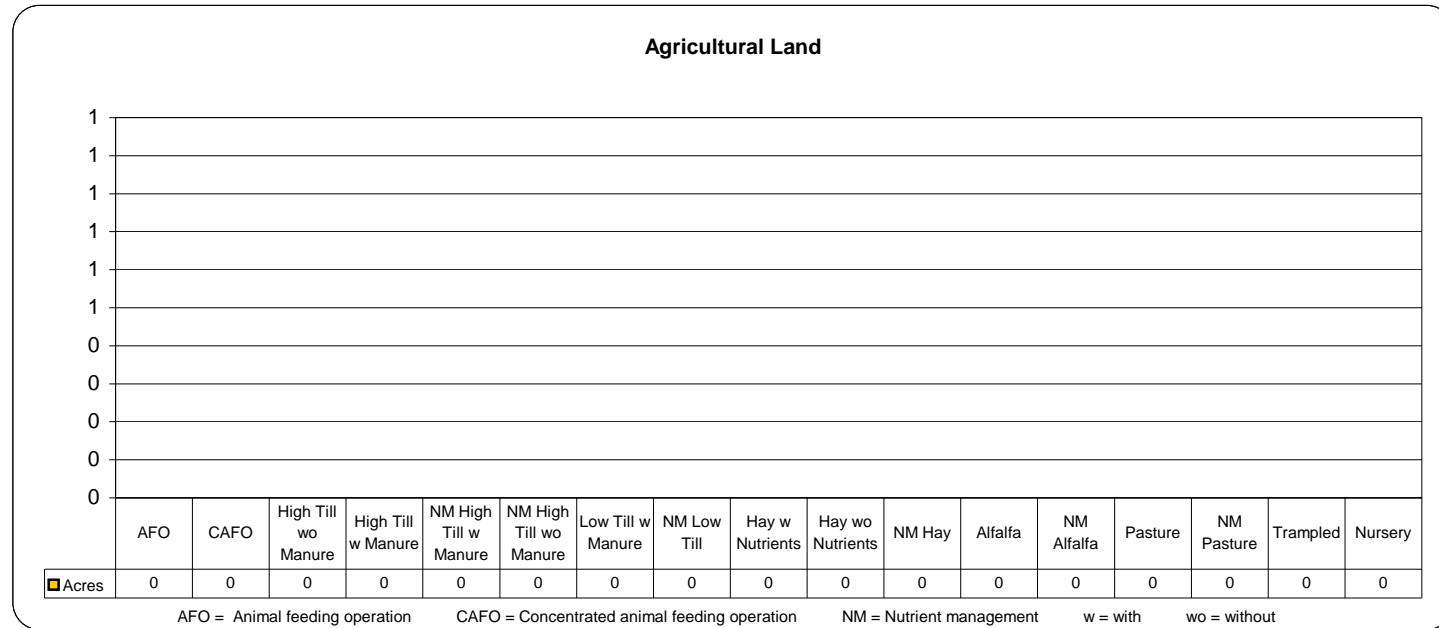 Agricultural Land
1
1
1
1
1
1
0
0
0
0
0
AFO
CAFO
High Till
wo
Manure
High Till
w Manure
NM High
Till w
Manure
NM High
Till wo
Manure
Low Till w
Manure
NM Low
Till
Hay w
Nutrients
Hay wo
Nutrients
NM Hay
Alfalfa
NM
Alfalfa
Pasture
NM
Pasture
Trampled
Nursery
Acres 0 0 0 0 0 0 0 0 0 0 0 0 0 0 0 0 0
AFO = Animal feeding operation CAFO = Concentrated animal feeding operation NM = Nutrient management w = with wo = without